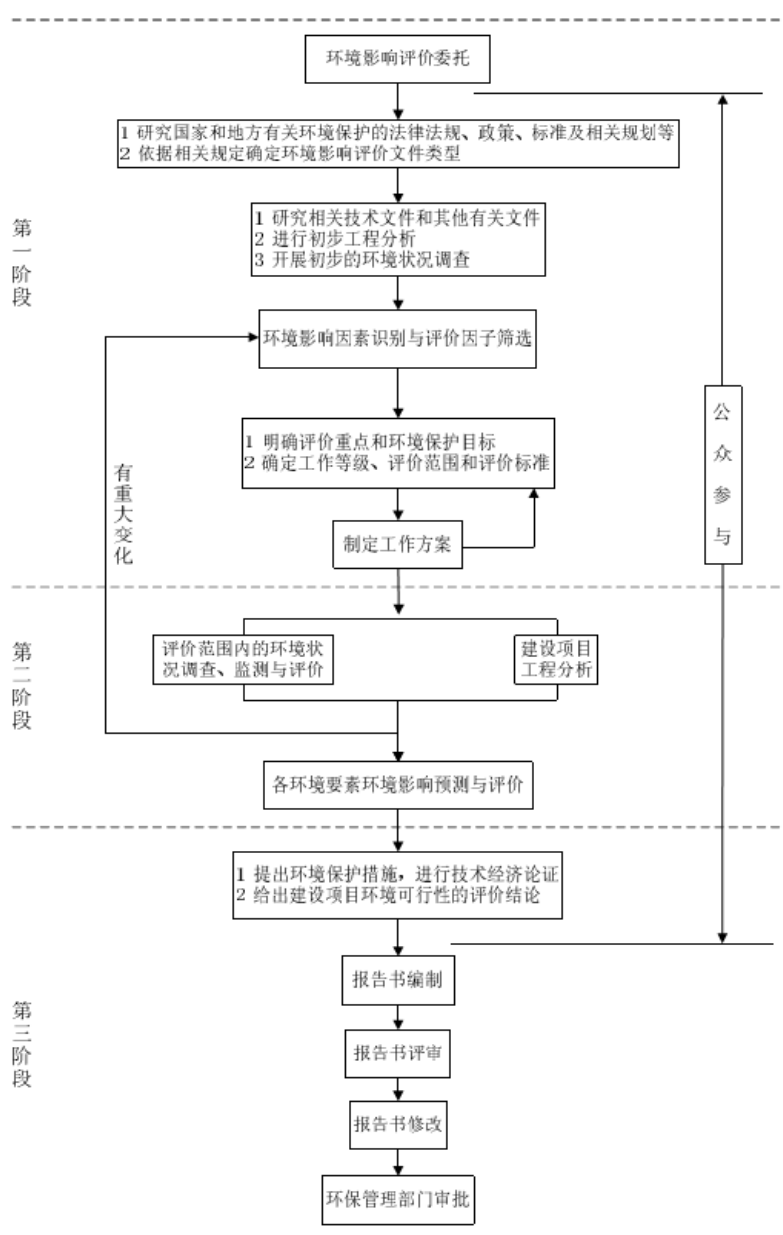 环境影响评价委托
1 研究国家和地方有关环境保护的法律法规、政策、标准及相关规划等
2 依据相关规定确定环境影响评价文件类型
第一阶段
1 研究相关技术文件和其他有关文件
2 进行初步工程分析
3 开展初步的环境状况调查
环境影响因素识别与评价因子筛选
公众参与
1 明确评价重点和环境保护目标
2 确定工作等级、评价范围和评价标准
有重大变化
制定工作方案
第二阶段
评价范围内的环境状
况调查、监测与评价
建设项目
工程分析
各环境要素环境影响预测与评价
1 提出环境保护措施，进行技术经济论证
2 给出建设项目环境可行性的评价结论
第三阶段
报告书编制
报告书评审
报告书修改
环保管理部门审批